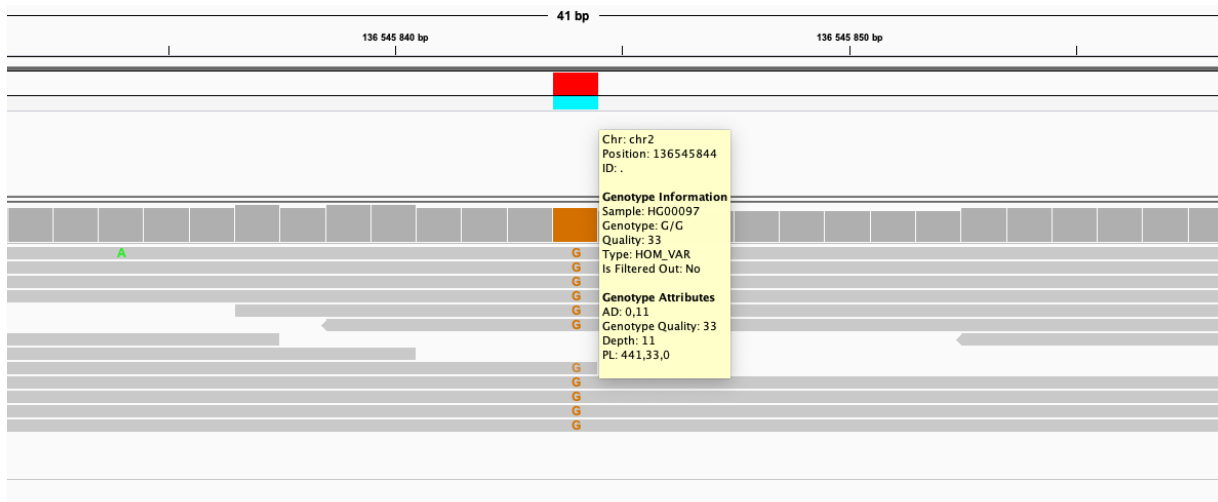 41 bp
136 545 840 bp 136 545 850 bp
Chr: chr2
Position: 136545844
ID: .
Genotype Information
Sample: HG00097
Genotype: G/G
Quality: 33
Type: HOM_VAR
Is Filtered Out: No
Genotype Attributes
AD: 0,11
Genotype Quality: 33
Depth: 11
PL: 441,33,0
A G
G
G
G
G
G
G
G
G
G
G